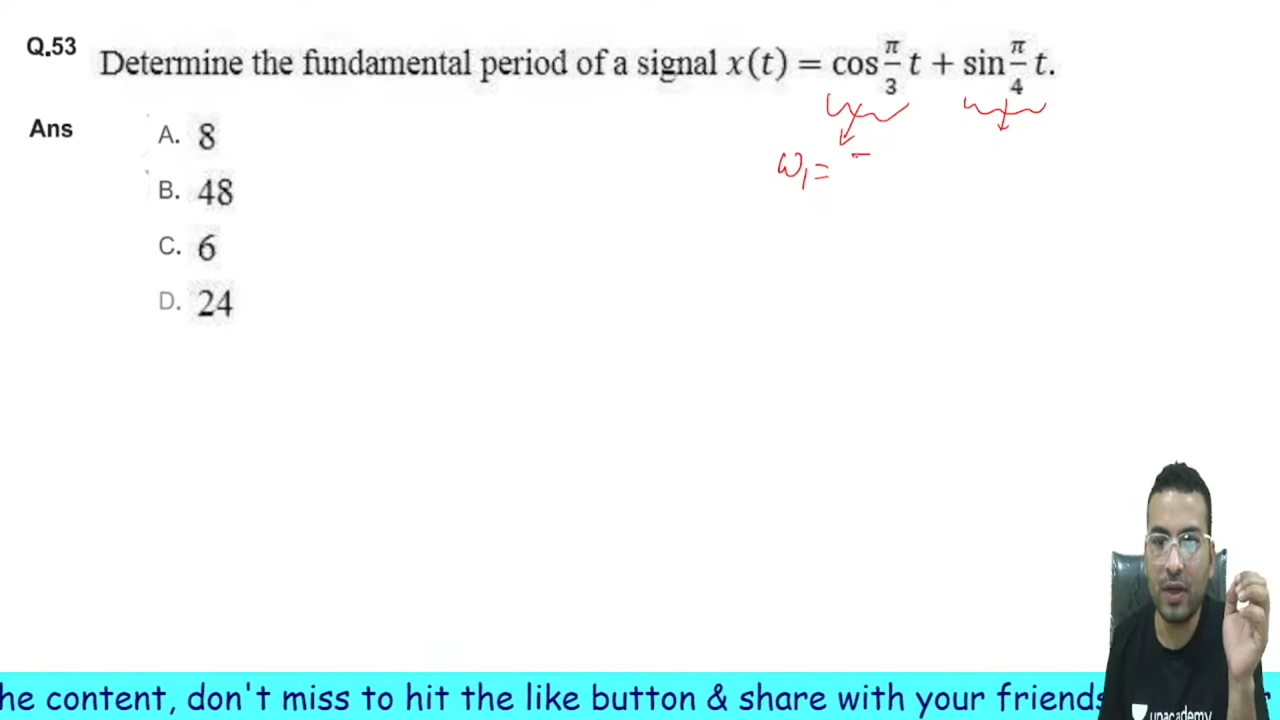 Q.53 Determine the fundamental period of a signal x(t) = cos π/3 t + sin π/4 t.
Ans
A. 8
ω₁ =
B. 48
C. 6
D. 24
he content, don't miss to hit the like button & share with your friends
unacademy